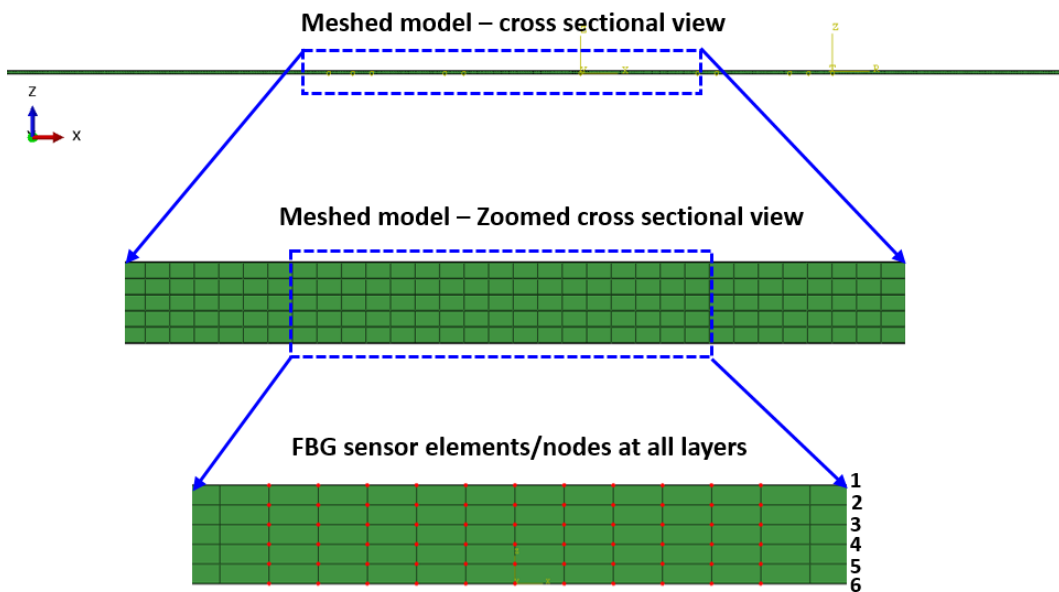 Meshed model – cross sectional view
z
x
Meshed model – Zoomed cross sectional view
FBG sensor elements/nodes at all layers
1
2
3
4
5
6